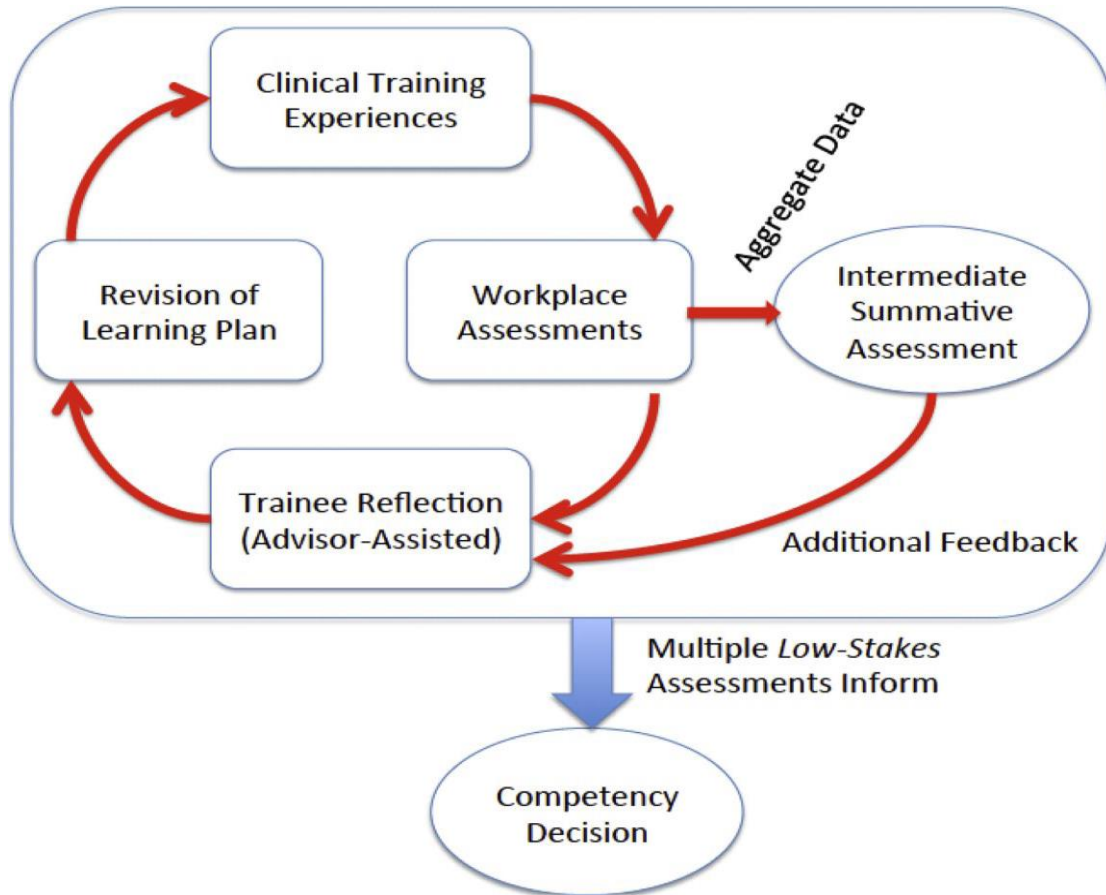 Clinical Training
Experiences
Aggregate Data
Revision of
Learning Plan
Workplace
Assessments
Intermediate
Summative
Assessment
Trainee Reflection
(Advisor-Assisted)
Additional Feedback
Multiple Low-Stakes
Assessments Inform
Competency
Decision